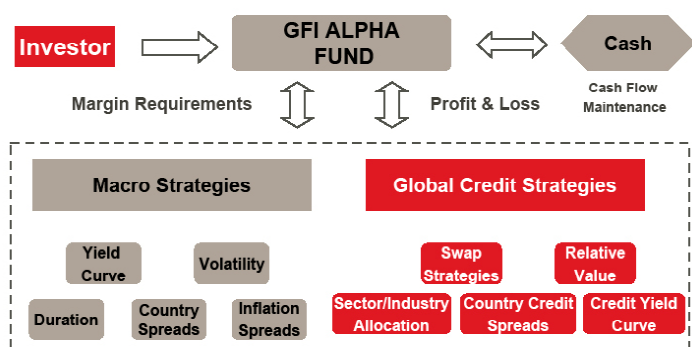 Investor
GFI ALPHA
FUND
Cash
Cash Flow
Maintenance
Margin Requirements
Profit & Loss
Macro Strategies
Global Credit Strategies
Yield
Curve
Volatility
Swap
Strategies
Relative
Value
Duration
Country
Spreads
Inflation
Spreads
Sector/Industry
Allocation
Country Credit
Spreads
Credit Yield
Curve